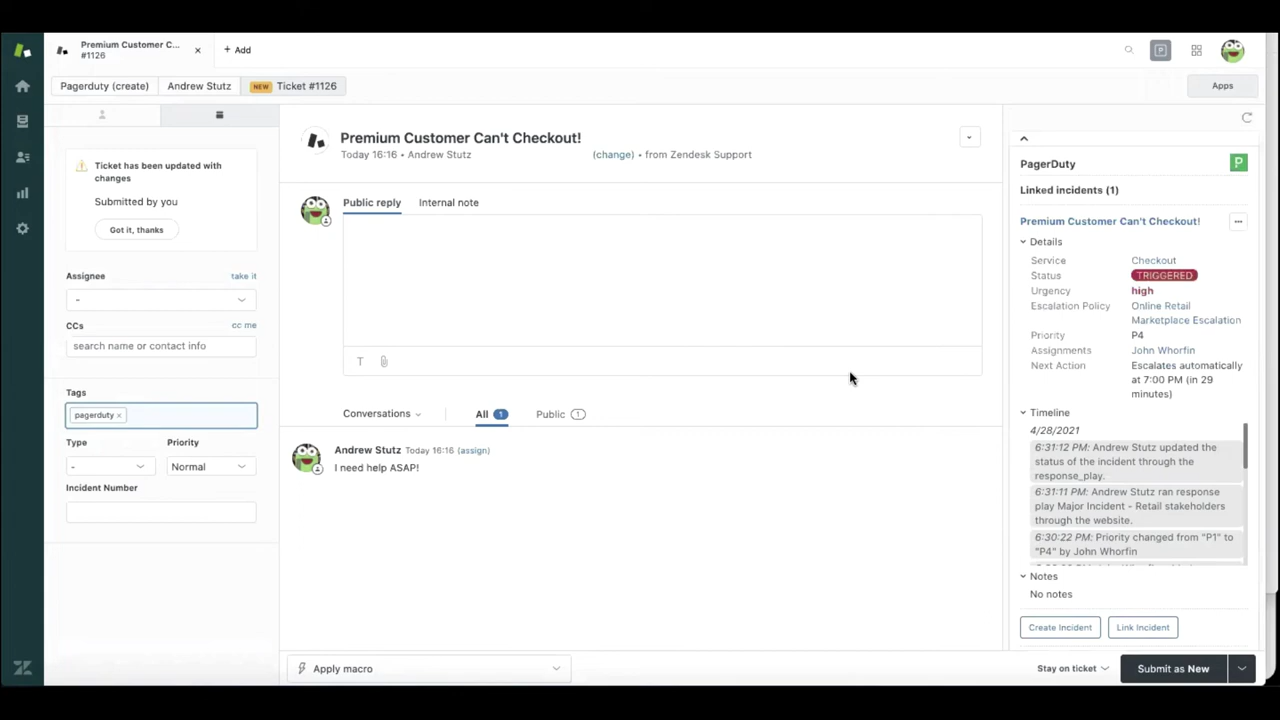 Premium Customer C...
#1126
+ Add
Pagerduty (create)
Andrew Stutz
NEW Ticket #1126
Apps
Ticket has been updated with
changes
Submitted by you
Got it, thanks
Assignee
take it
-
CCs
cc me
search name or contact info
Tags
pagerduty ×
Type
Priority
-
Normal
Incident Number
Premium Customer Can't Checkout!
Today 16:16 • Andrew Stutz (change) • from Zendesk Support
Public reply
Internal note
T
Conversations
All 1
Public 1
Andrew Stutz Today 16:16 (assign)
I need help ASAP!
Apply macro
Stay on ticket
Submit as New
PagerDuty
P
Linked incidents (1)
Premium Customer Can't Checkout!
...
Details
Service Checkout
Status TRIGGERED
Urgency high
Escalation Policy Online Retail
Marketplace Escalation
Priority P4
Assignments John Whorfin
Next Action Escalates automatically
at 7:00 PM (in 29
minutes)
Timeline
4/28/2021
6:31:12 PM: Andrew Stutz updated the
status of the incident through the
response_play.
6:31:11 PM: Andrew Stutz ran response
play Major Incident - Retail stakeholders
through the website.
6:30:22 PM: Priority changed from "P1" to
"P4" by John Whorfin
Notes
No notes
Create Incident
Link Incident